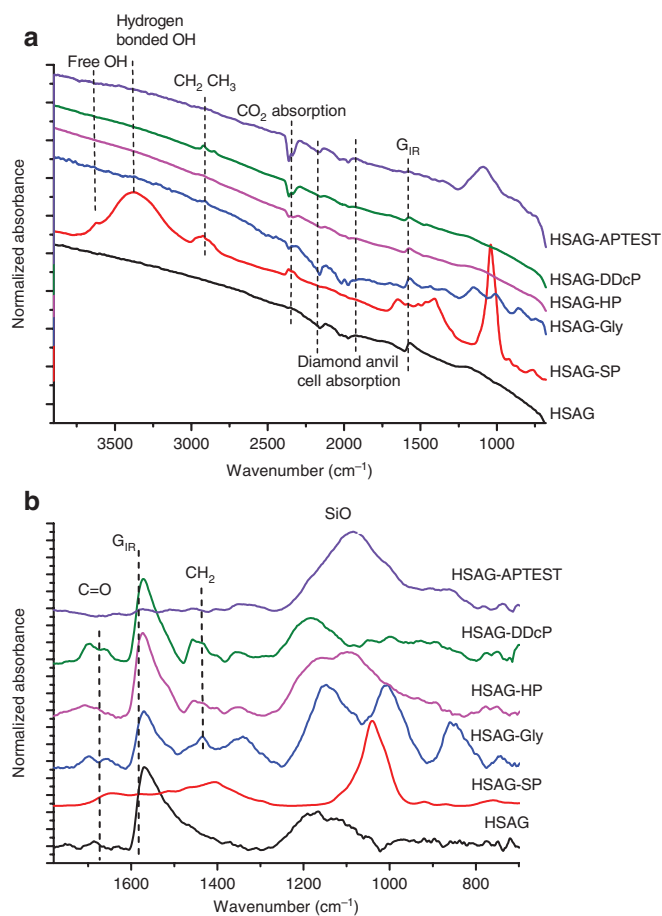 a
Hydrogen
bonded OH
Free OH
CH₂ CH₃
CO₂ absorption
G_IR
HSAG-APTEST
HSAG-DDcP
HSAG-HP
HSAG-Gly
HSAG-SP
HSAG
Diamond anvil
cell absorption
Normalized absorbance
3500 3000 2500 2000 1500 1000
Wavenumber (cm⁻¹)
b
SiO
G_IR
C=O
CH₂
HSAG-APTEST
HSAG-DDcP
HSAG-HP
HSAG-Gly
HSAG-SP
HSAG
Normalized absorbance
1600 1400 1200 1000 800
Wavenumber (cm⁻¹)